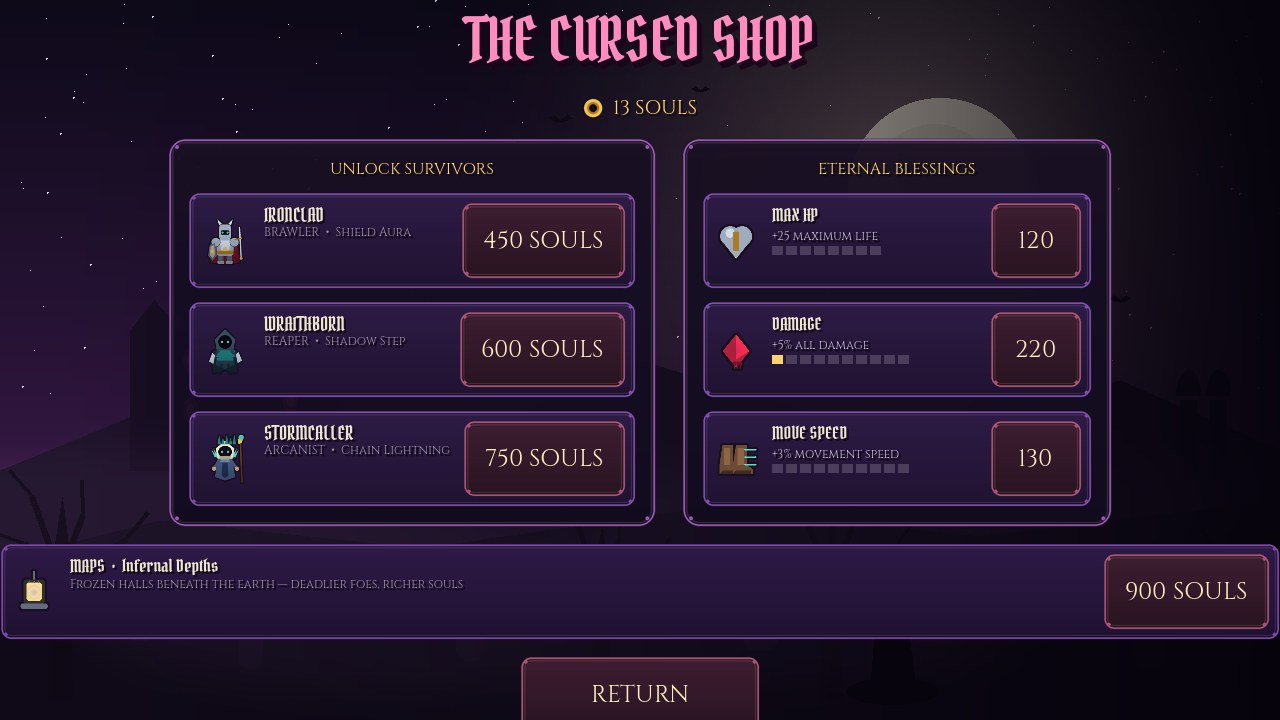 THE CURSED SHOP
13 SOULS
UNLOCK SURVIVORS
IRONCLAD
BRAWLER • SHIELD AURA
450 SOULS
WRAITHBORN
REAPER • SHADOW STEP
600 SOULS
STORMCALLER
ARCANIST • CHAIN LIGHTNING
750 SOULS
ETERNAL BLESSINGS
MAX HP
+25 MAXIMUM LIFE
120
DAMAGE
+5% ALL DAMAGE
220
MOVE SPEED
+3% MOVEMENT SPEED
130
MAPS • Infernal Depths
FROZEN HALLS BENEATH THE EARTH — DEADLIER FOES, RICHER SOULS
900 SOULS
RETURN